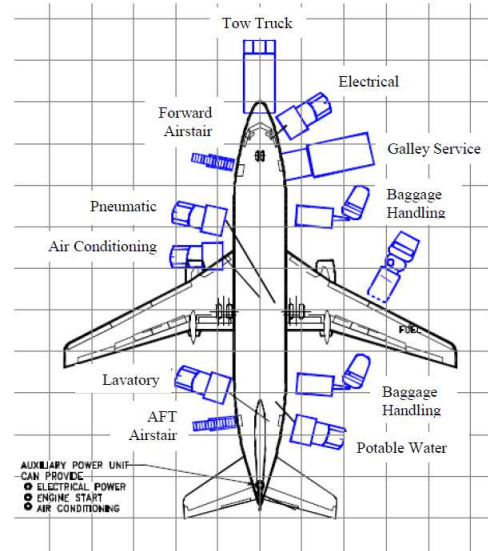 Tow Truck
Electrical
Forward
Airstair
Galley Service
Pneumatic
Baggage
Handling
Air Conditioning
FUEL
Lavatory
Baggage
Handling
AFT
Airstair
Potable Water
AUXILIARY POWER UNIT
CAN PROVIDE
ELECTRICAL POWER
ENGINE START
AIR CONDITIONING